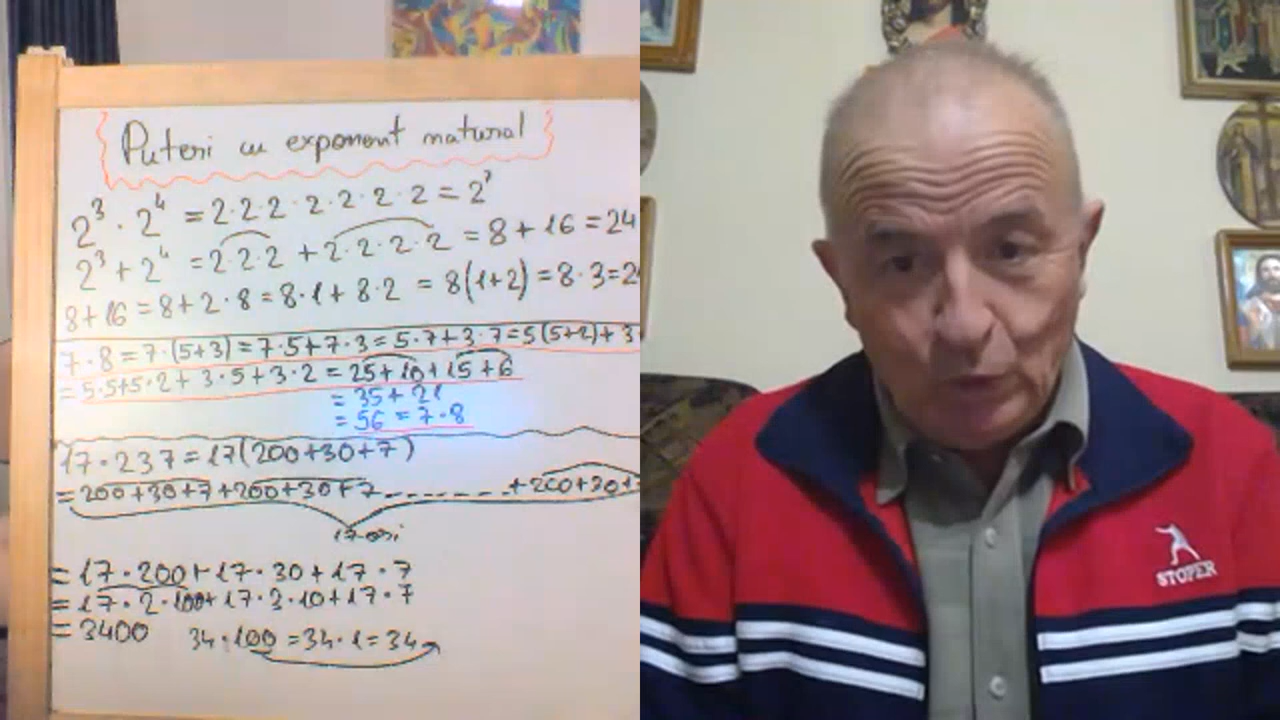 Puteri cu exponent natural
2³ · 2⁴ = 2·2·2·2·2·2·2 = 2⁷
2³ + 2⁴ = 2·2·2 + 2·2·2·2 = 8 + 16 = 24
8+16 = 8+2·8 = 8·1+8·2 = 8(1+2) = 8·3=2
7·8 = 7·(5+3) = 7·5+7·3 = 5·7+3·7 = 5(5+2)+3
= 5·5+5·2+3·5+3·2 = 25+10+15+6
= 35+21
= 56 = 7·8
17·237 = 17(200+30+7)
= 200+30+7+200+30+7 - - - - - - - +200+30+
17 ori
= 17·200+17·30+17·7
= 17·2·100+17·3·10+17·7
= 3400 34·100 = 34·1 = 34
STOPER